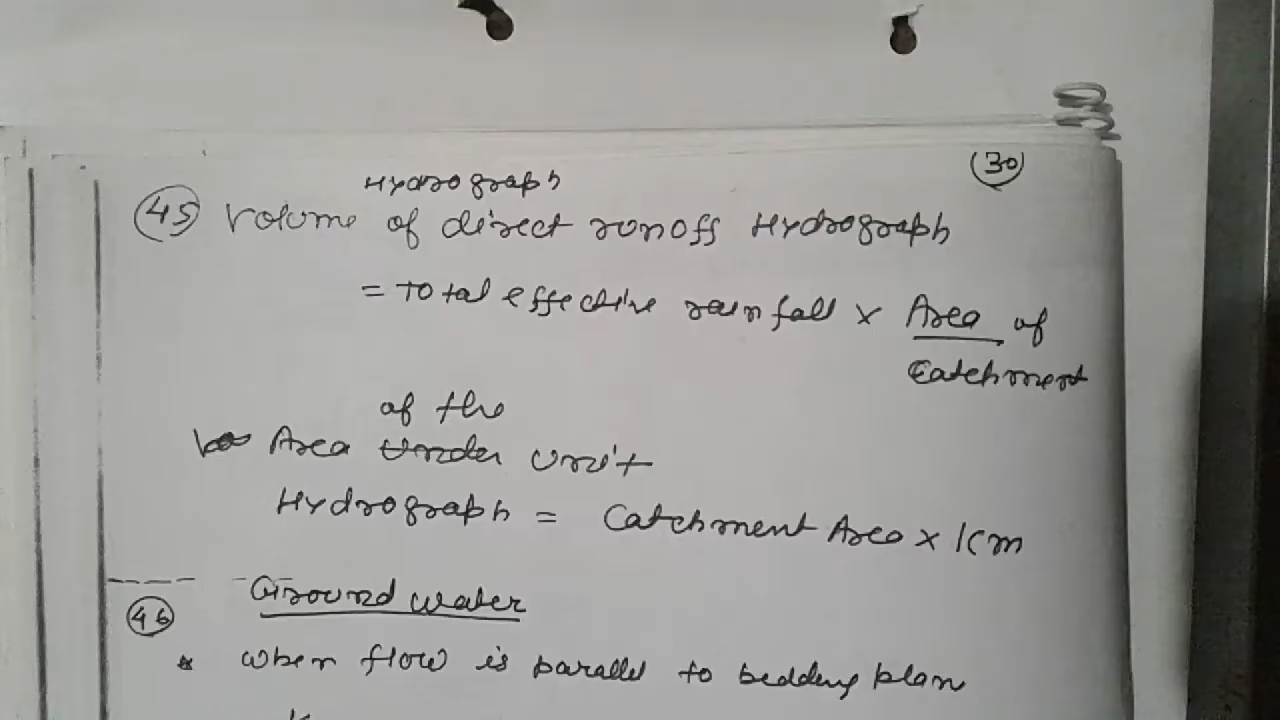 (30)
Hydrograph
(45) Volume of direct runoff Hydrograph
= Total effective rainfall x Area of
Catchment
of the
Area Under Unit
Hydrograph = Catchment Area x 1cm
(46) Ground water
* When flow is parallel to bedding plan
K